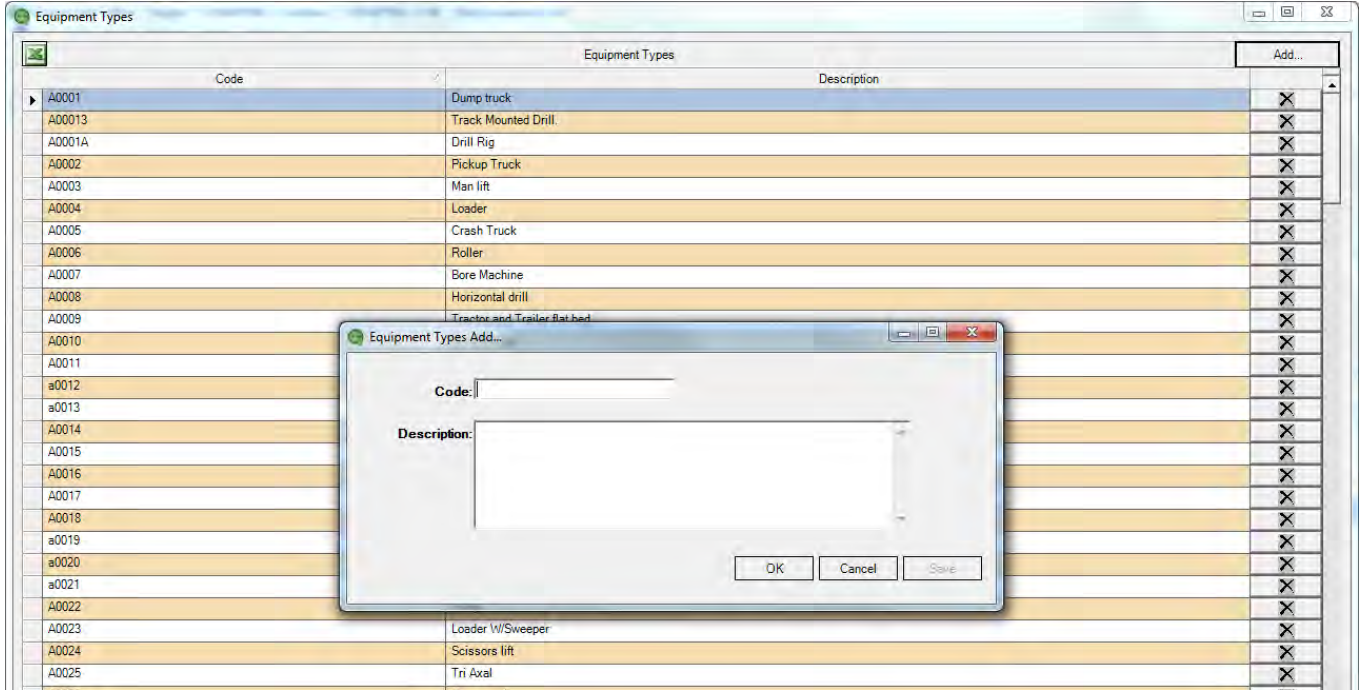 Equipment Types
Equipment Types Add...
Code Description
A0001 Dump truck
A00013 Track Mounted Drill.
A0001A Drill Rig
A0002 Pickup Truck
A0003 Man lift
A0004 Loader
A0005 Crash Truck
A0006 Roller
A0007 Bore Machine
A0008 Horizontal drill
A0009 Tractor and Trailer flat bed
A0010
A0011
a0012
a0013
A0014
A0015
A0016
A0017
A0018
a0019
a0020
a0021
A0022
A0023 Loader W/Sweeper
A0024 Scissors lift
A0025 Tri Axal
Equipment Types Add...
Code:
Description:
OK Cancel Save